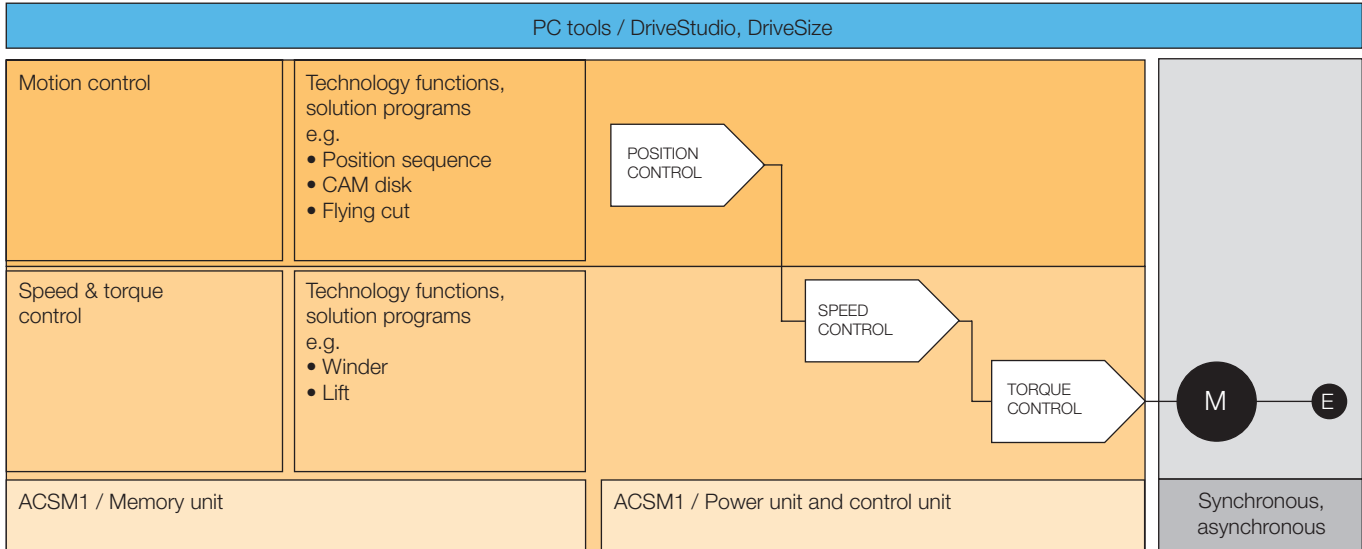 PC tools / DriveStudio, DriveSize
Motion control
Technology functions,
solution programs
e.g.
• Position sequence
• CAM disk
• Flying cut
POSITION
CONTROL
Speed & torque
control
Technology functions,
solution programs
e.g.
• Winder
• Lift
SPEED
CONTROL
TORQUE
CONTROL
M
E
ACSM1 / Memory unit
ACSM1 / Power unit and control unit
Synchronous,
asynchronous